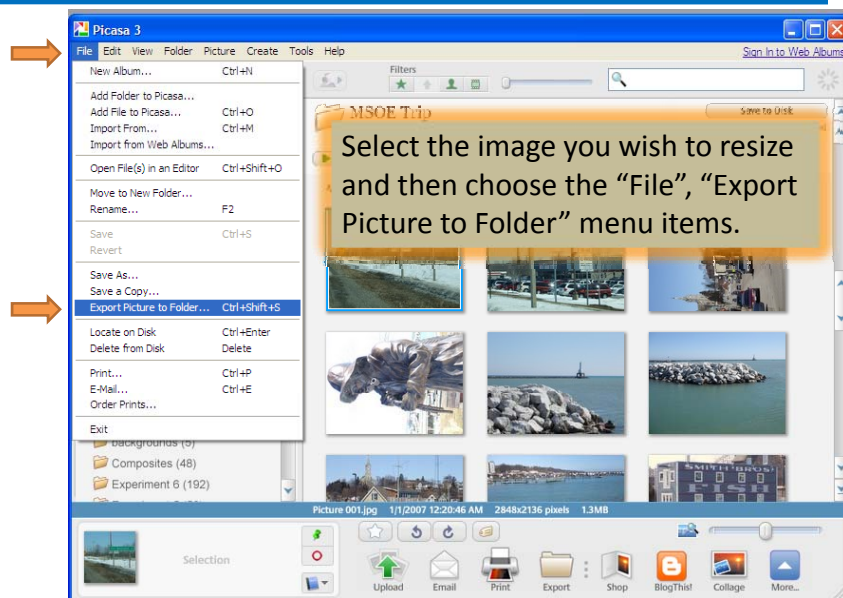 Picasa 3
File Edit View Folder Picture Create Tools Help
Sign In to Web Albums
New Album... Ctrl+N
Add Folder to Picasa...
Add File to Picasa... Ctrl+O
Import From... Ctrl+M
Import from Web Albums...
Open File(s) in an Editor Ctrl+Shift+O
Move to New Folder...
Rename... F2
Save Ctrl+S
Revert
Save As...
Save a Copy...
Export Picture to Folder... Ctrl+Shift+S
Locate on Disk Ctrl+Enter
Delete from Disk Delete
Print... Ctrl+P
E-Mail... Ctrl+E
Order Prints...
Exit
backgrounds (5)
Composites (48)
Experiment 6 (192)
Filters
MSOE Trip
Save to Disk
Select the image you wish to resize
and then choose the “File”, “Export
Picture to Folder” menu items.
SMITH BROS
FISH
Picture 001.jpg 1/1/2007 12:20:46 AM 2848x2136 pixels 1.3MB
Selection
Upload Email Print Export Shop BlogThis! Collage More...